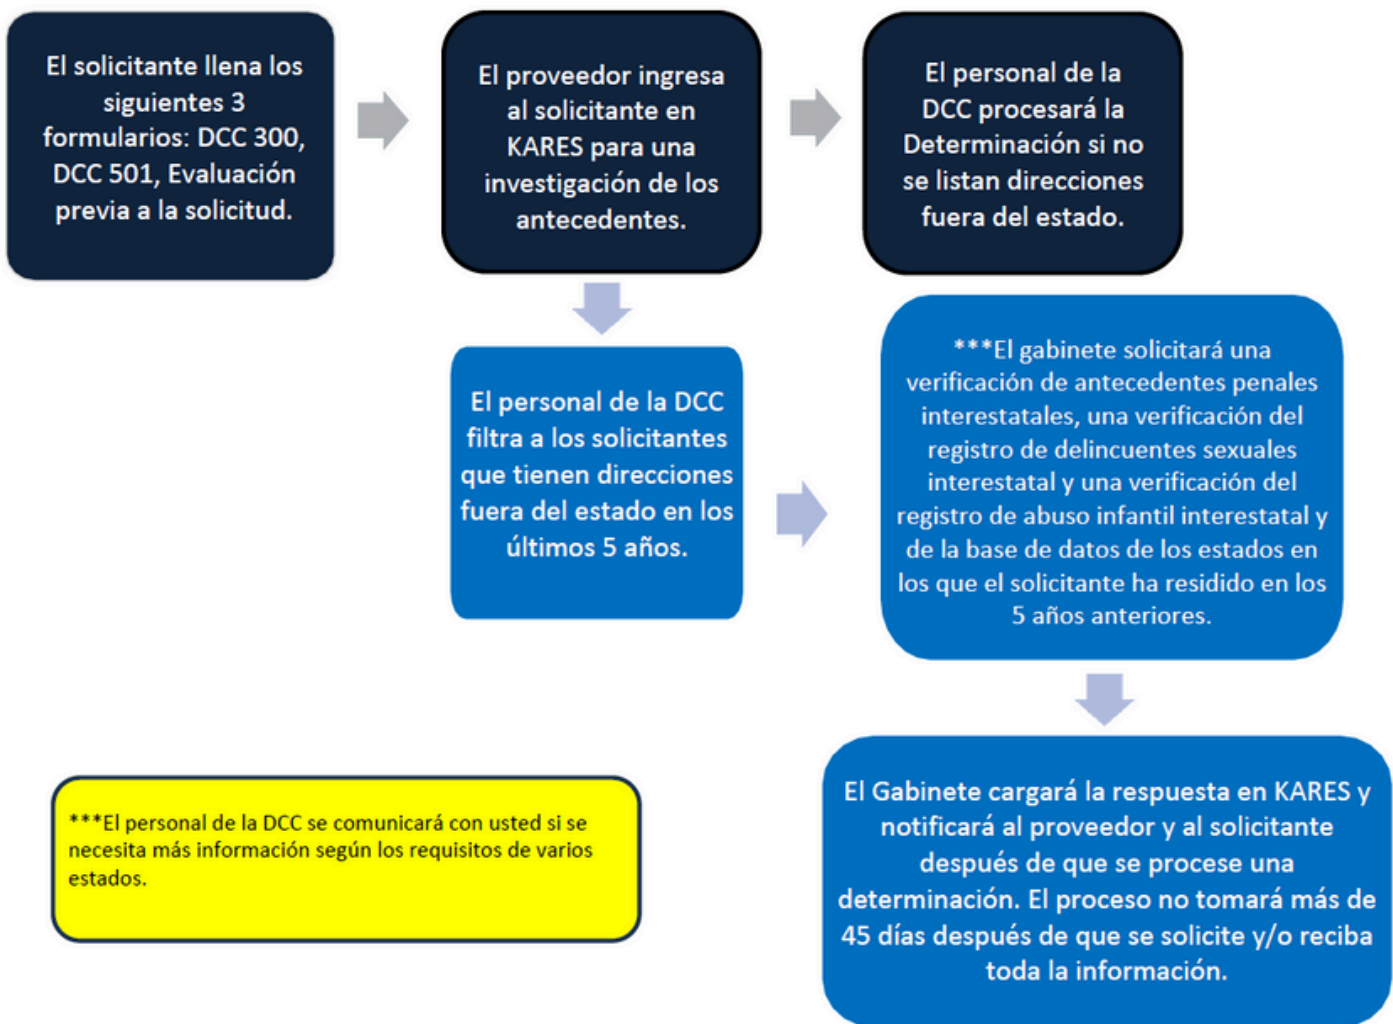 El solicitante llena los
siguientes 3
formularios: DCC 300,
DCC 501, Evaluación
previa a la solicitud.
El proveedor ingresa
al solicitante en
KARES para una
investigación de los
antecedentes.
El personal de la
DCC procesará la
Determinación si no
se listan direcciones
fuera del estado.
El personal de la DCC
filtra a los solicitantes
que tienen direcciones
fuera del estado en los
últimos 5 años.
***El gabinete solicitará una
verificación de antecedentes penales
interestatales, una verificación del
registro de delincuentes sexuales
interestatal y una verificación del
registro de abuso infantil interestatal y
de la base de datos de los estados en
los que el solicitante ha residido en los
5 años anteriores.
El Gabinete cargará la respuesta en KARES y
notificará al proveedor y al solicitante
después de que se procese una
determinación. El proceso no tomará más de
45 días después de que se solicite y/o reciba
toda la información.
***El personal de la DCC se comunicará con usted si se
necesita más información según los requisitos de varios
estados.